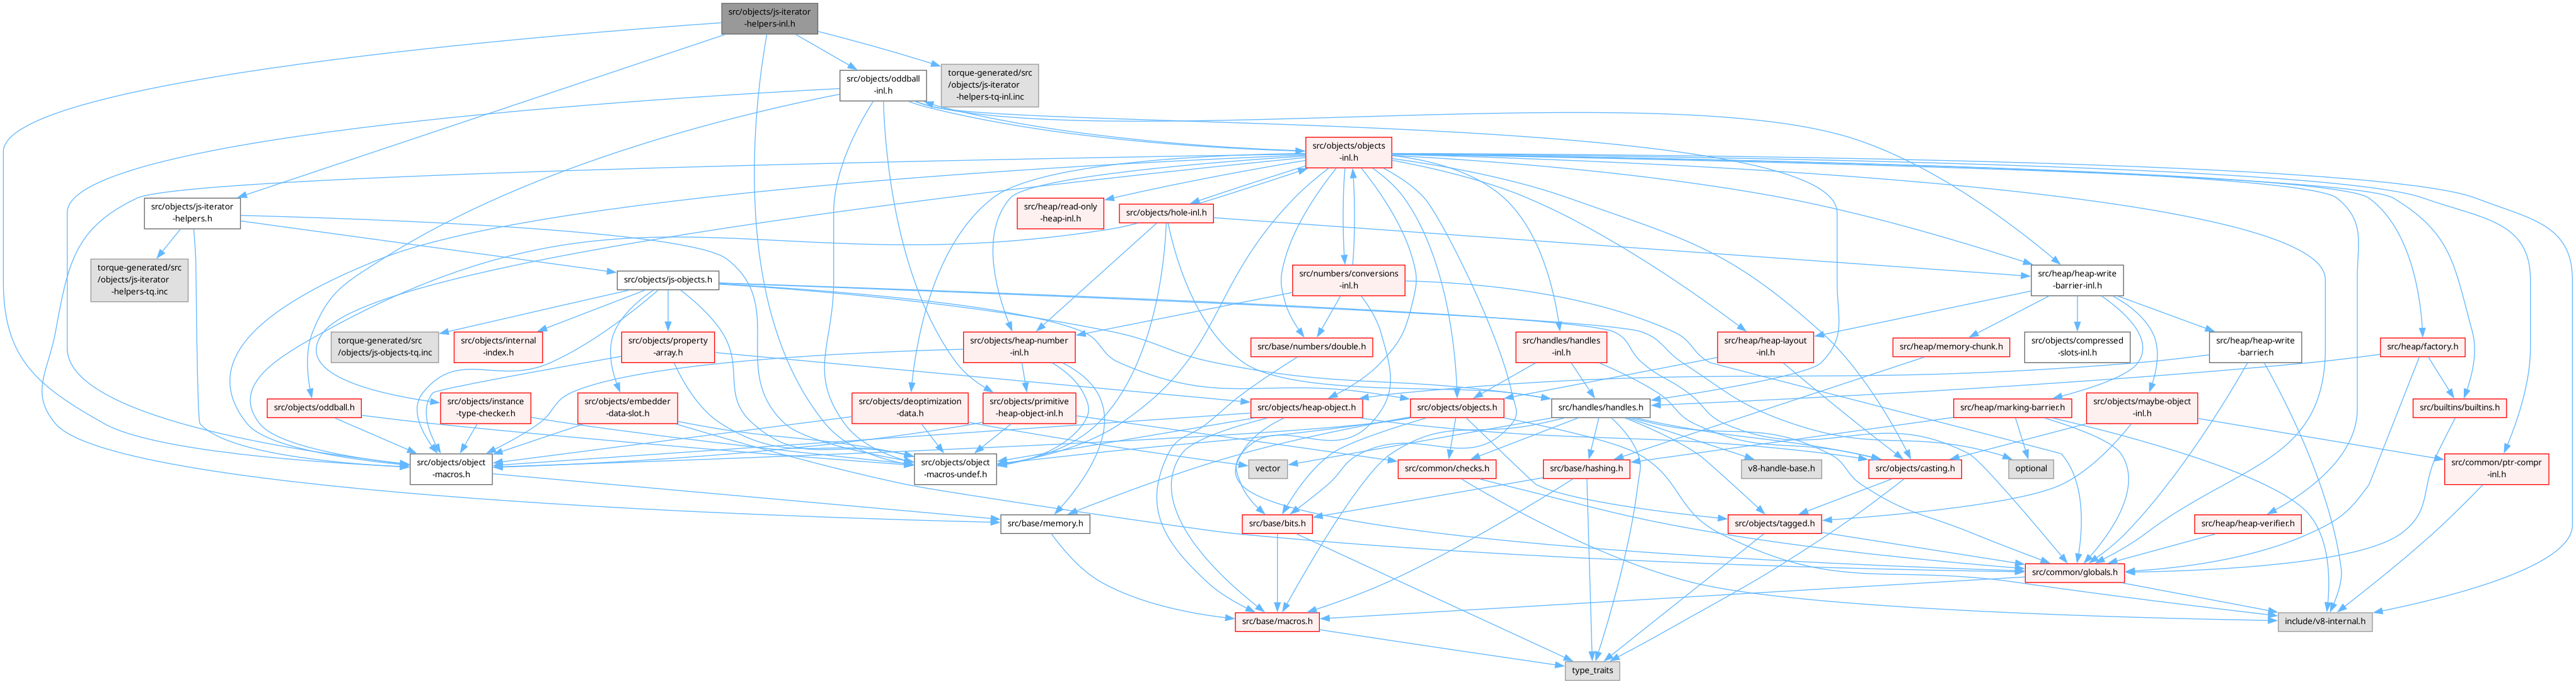 src/objects/js-iterator
-helpers-inl.h
src/objects/oddball
-inl.h
torque-generated/src
/objects/js-iterator
-helpers-tq-inl.inc
src/objects/objects
-inl.h
src/objects/js-iterator
-helpers.h
src/heap/read-only
-heap-inl.h
src/objects/hole-inl.h
torque-generated/src
/objects/js-iterator
-helpers-tq.inc
src/objects/js-objects.h
src/numbers/conversions
-inl.h
src/heap/heap-write
-barrier-inl.h
torque-generated/src
/objects/js-objects-tq.inc
src/objects/internal
-index.h
src/objects/property
-array.h
src/objects/heap-number
-inl.h
src/base/numbers/double.h
src/handles/handles
-inl.h
src/heap/heap-layout
-inl.h
src/heap/memory-chunk.h
src/objects/compressed
-slots-inl.h
src/heap/heap-write
-barrier.h
src/heap/factory.h
src/objects/oddball.h
src/objects/instance
-type-checker.h
src/objects/embedder
-data-slot.h
src/objects/deoptimization
-data.h
src/objects/primitive
-heap-object-inl.h
src/objects/heap-object.h
src/objects/objects.h
src/handles/handles.h
src/heap/marking-barrier.h
src/objects/maybe-object
-inl.h
src/builtins/builtins.h
src/objects/object
-macros.h
src/objects/object
-macros-undef.h
vector
src/common/checks.h
src/base/hashing.h
v8-handle-base.h
src/objects/casting.h
optional
src/common/ptr-compr
-inl.h
src/base/memory.h
src/base/bits.h
src/objects/tagged.h
src/heap/heap-verifier.h
src/common/globals.h
src/base/macros.h
include/v8-internal.h
type_traits